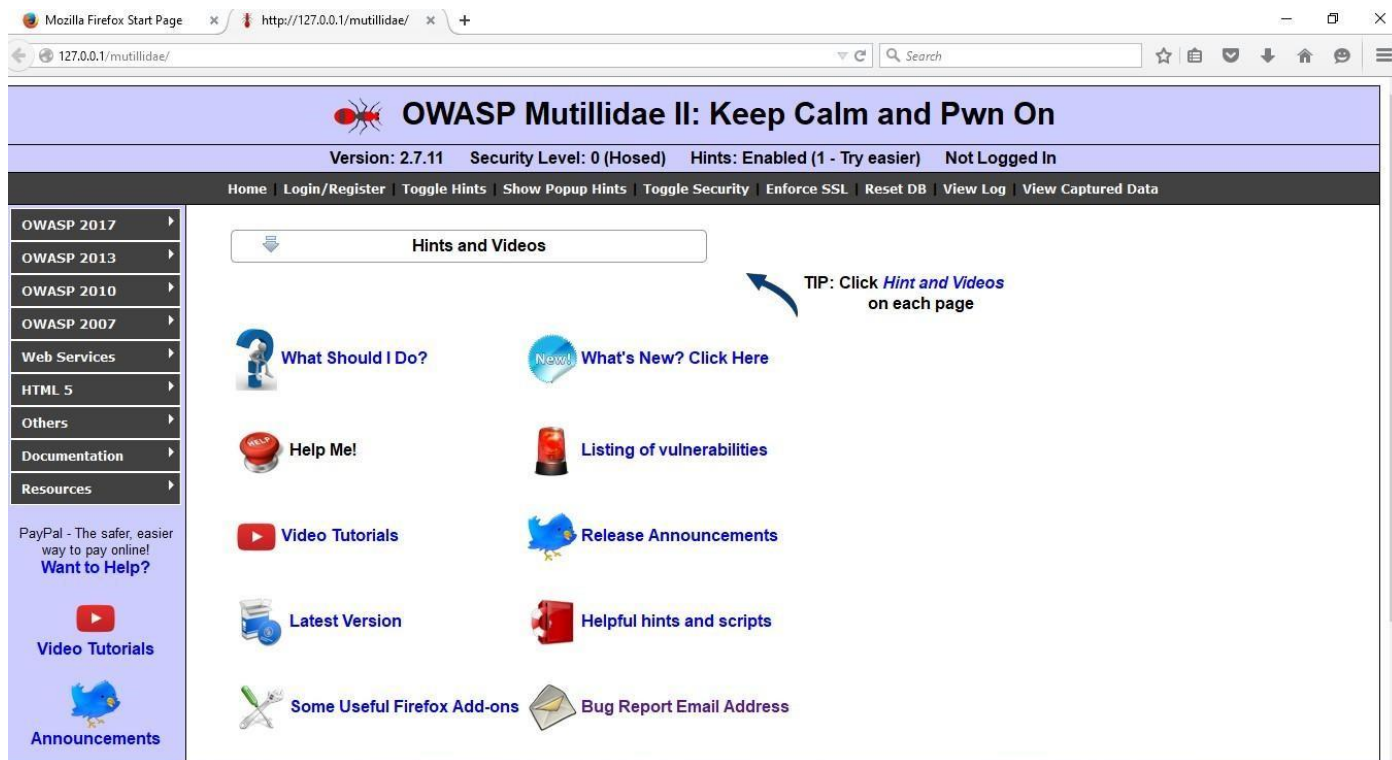 Mozilla Firefox Start Page
http://127.0.0.1/mutillidae/
127.0.0.1/mutillidae/
Search
OWASP Mutillidae II: Keep Calm and Pwn On
Version: 2.7.11 Security Level: 0 (Hosed) Hints: Enabled (1 - Try easier) Not Logged In
Home | Login/Register | Toggle Hints | Show Popup Hints | Toggle Security | Enforce SSL | Reset DB | View Log | View Captured Data
OWASP 2017
OWASP 2013
OWASP 2010
OWASP 2007
Web Services
HTML 5
Others
Documentation
Resources
PayPal - The safer, easier
way to pay online!
Want to Help?
Video Tutorials
Announcements
Hints and Videos
TIP: Click Hint and Videos
on each page
What Should I Do?
New!
What's New? Click Here
HELP
Help Me!
Listing of vulnerabilities
Video Tutorials
Release Announcements
Latest Version
Helpful hints and scripts
Some Useful Firefox Add-ons
Bug Report Email Address